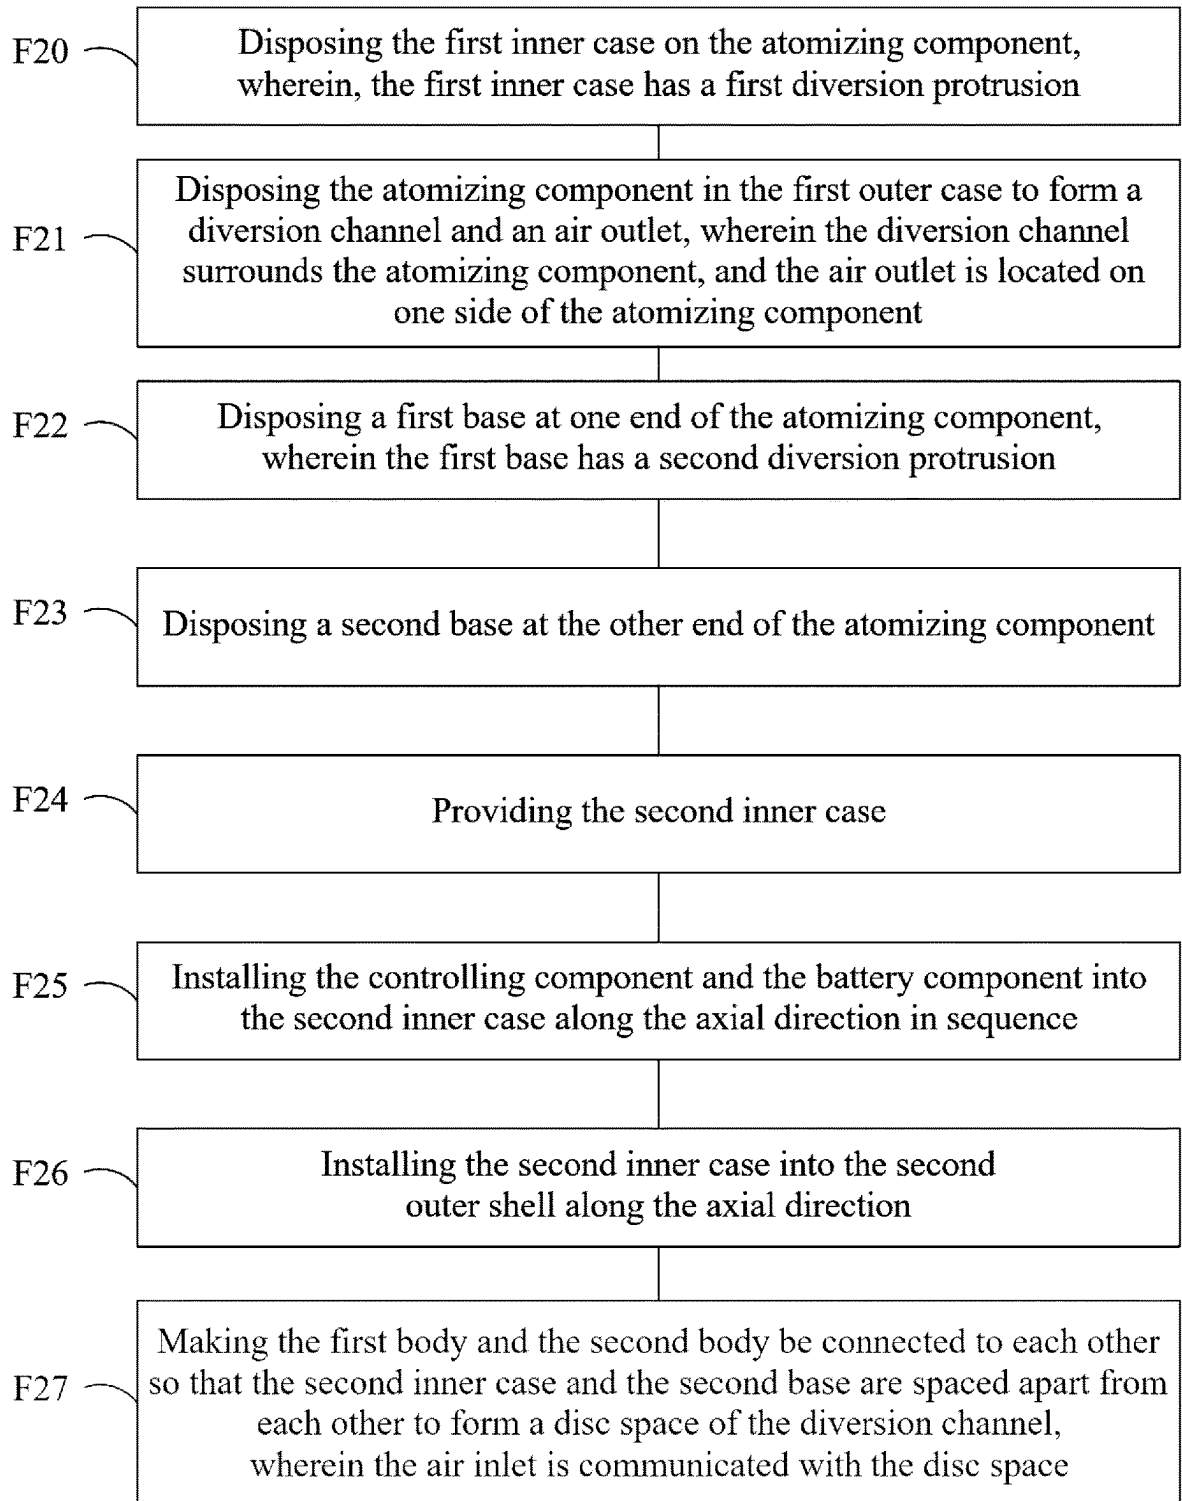 F20
Disposing the first inner case on the atomizing component,
wherein, the first inner case has a first diversion protrusion
F21
Disposing the atomizing component in the first outer case to form a
diversion channel and an air outlet, wherein the diversion channel
surrounds the atomizing component, and the air outlet is located on
one side of the atomizing component
F22
Disposing a first base at one end of the atomizing component,
wherein the first base has a second diversion protrusion
F23
Disposing a second base at the other end of the atomizing component
F24
Providing the second inner case
F25
Installing the controlling component and the battery component into
the second inner case along the axial direction in sequence
F26
Installing the second inner case into the second
outer shell along the axial direction
F27
Making the first body and the second body be connected to each other
so that the second inner case and the second base are spaced apart from
each other to form a disc space of the diversion channel,
wherein the air inlet is communicated with the disc space